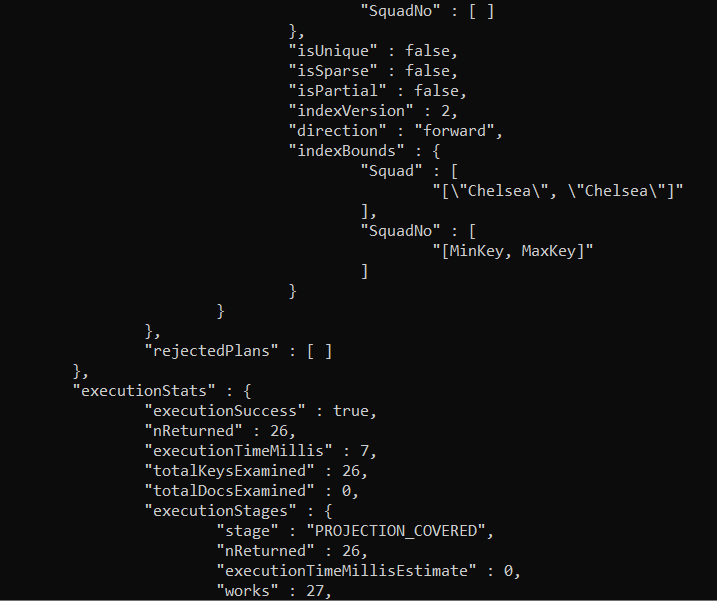 "SquadNo" : [ ]
},
"isUnique" : false,
"isSparse" : false,
"isPartial" : false,
"indexVersion" : 2,
"direction" : "forward",
"indexBounds" : {
"Squad" : [
"[\"Chelsea\", \"Chelsea\"]"
],
"SquadNo" : [
"[MinKey, MaxKey]"
]
}
}
},
"rejectedPlans" : [ ]
},
"executionStats" : {
"executionSuccess" : true,
"nReturned" : 26,
"executionTimeMillis" : 7,
"totalKeysExamined" : 26,
"totalDocsExamined" : 0,
"executionStages" : {
"stage" : "PROJECTION_COVERED",
"nReturned" : 26,
"executionTimeMillisEstimate" : 0,
"works" : 27,